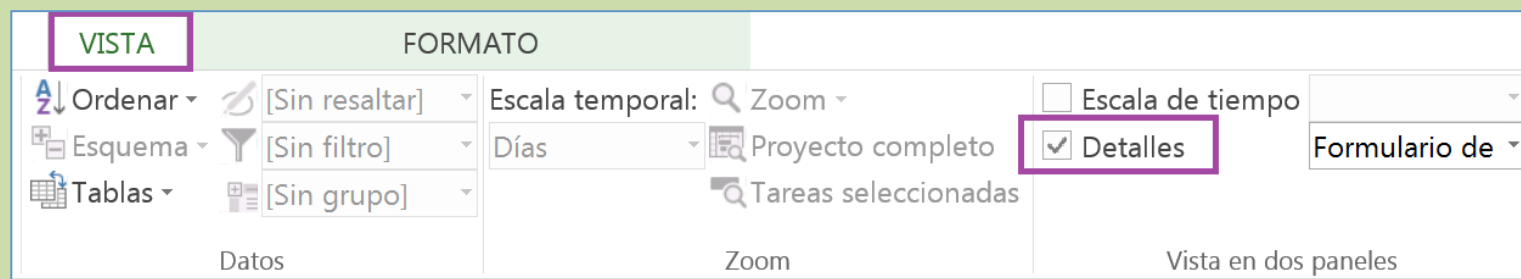 VISTA FORMATO
Ordenar [Sin resaltar] Escala temporal: Zoom Escala de tiempo
Esquema [Sin filtro] Días Proyecto completo Detalles Formulario de
Tablas [Sin grupo] Tareas seleccionadas
Datos Zoom Vista en dos paneles